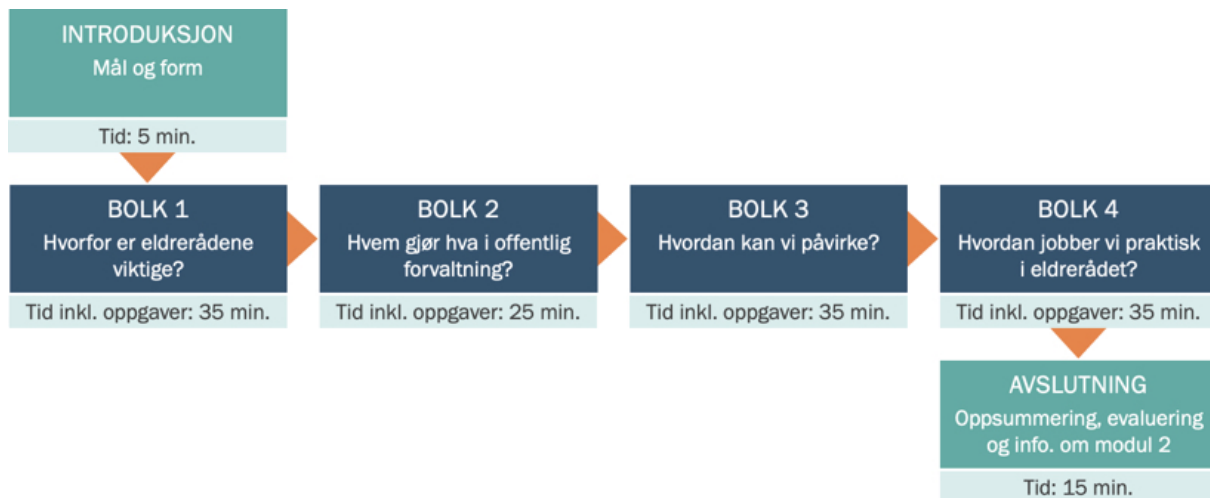 INTRODUKSJON
Mål og form
Tid: 5 min.
BOLK 1
Hvorfor er eldrerådene
viktige?
Tid inkl. oppgaver: 35 min.
BOLK 2
Hvem gjør hva i offentlig
forvaltning?
Tid inkl. oppgaver: 25 min.
BOLK 3
Hvordan kan vi påvirke?
Tid inkl. oppgaver: 35 min.
BOLK 4
Hvordan jobber vi praktisk
i eldrerådet?
Tid inkl. oppgaver: 35 min.
AVSLUTNING
Oppsummering, evaluering
og info. om modul 2
Tid: 15 min.